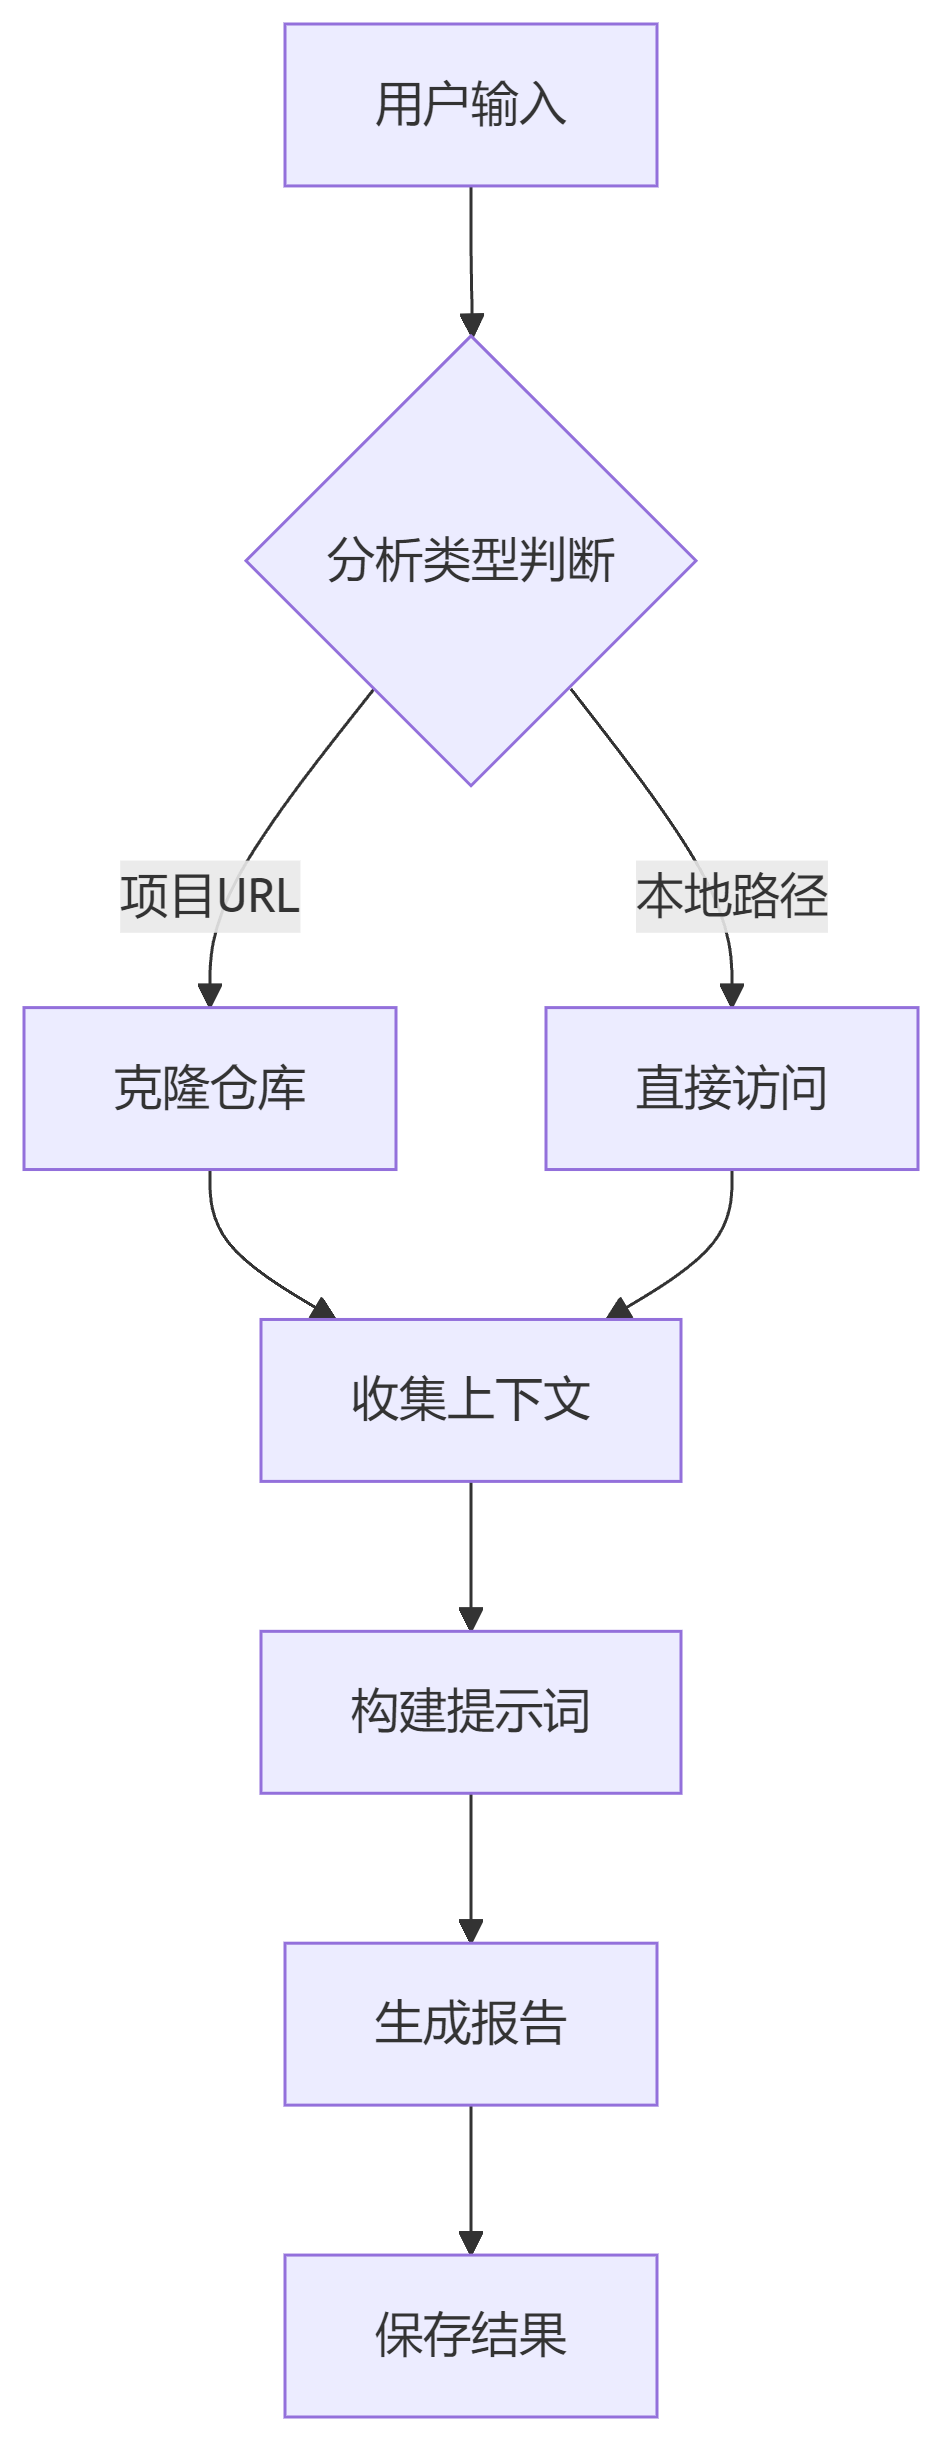 用户输入
分析类型判断
项目URL
本地路径
克隆仓库
直接访问
收集上下文
构建提示词
生成报告
保存结果